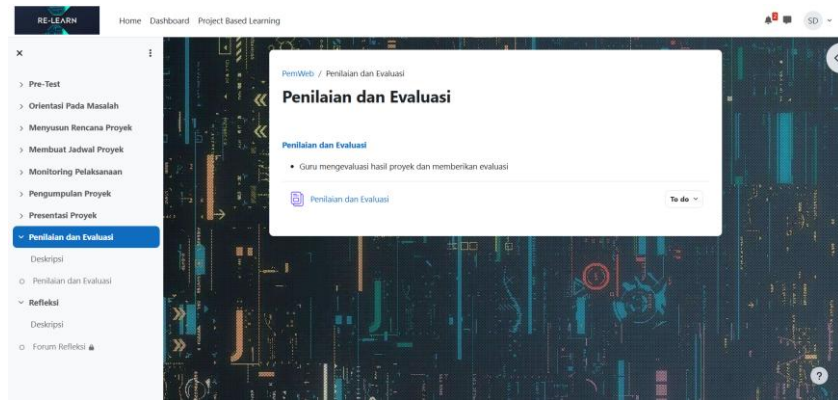 RE-LEARN
Home Dashboard Project Based Learning
2
SD
Pre-Test
Orientasi Pada Masalah
Menyusun Rencana Proyek
Membuat Jadwal Proyek
Monitoring Pelaksanaan
Pengumpulan Proyek
Presentasi Proyek
Penilaian dan Evaluasi
Deskripsi
Penilaian dan Evaluasi
Refleksi
Deskripsi
Forum Refleksi
PemWeb / Penilaian dan Evaluasi
Penilaian dan Evaluasi
Penilaian dan Evaluasi
• Guru mengevaluasi hasil proyek dan memberikan evaluasi
Penilaian dan Evaluasi
To do
?